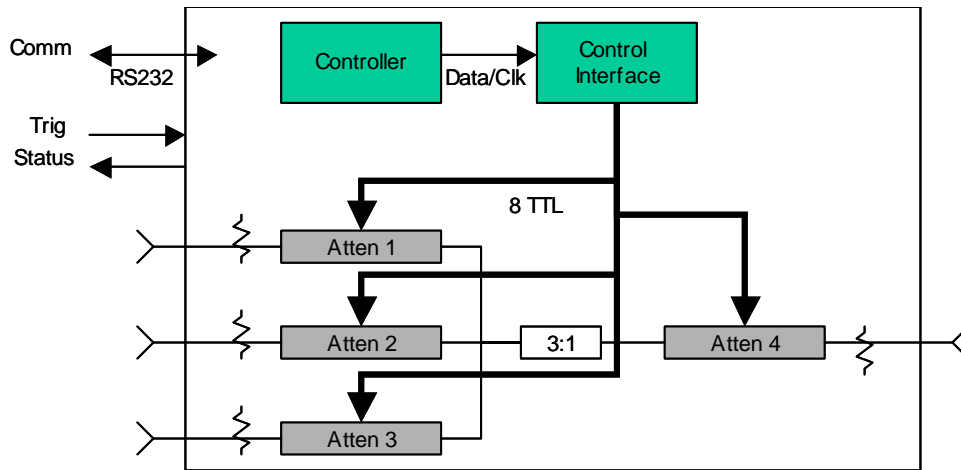 Comm
RS232
Controller
Data/Clk
Control
Interface
Trig
Status
8 TTL
Atten 1
Atten 2
3:1
Atten 4
Atten 3